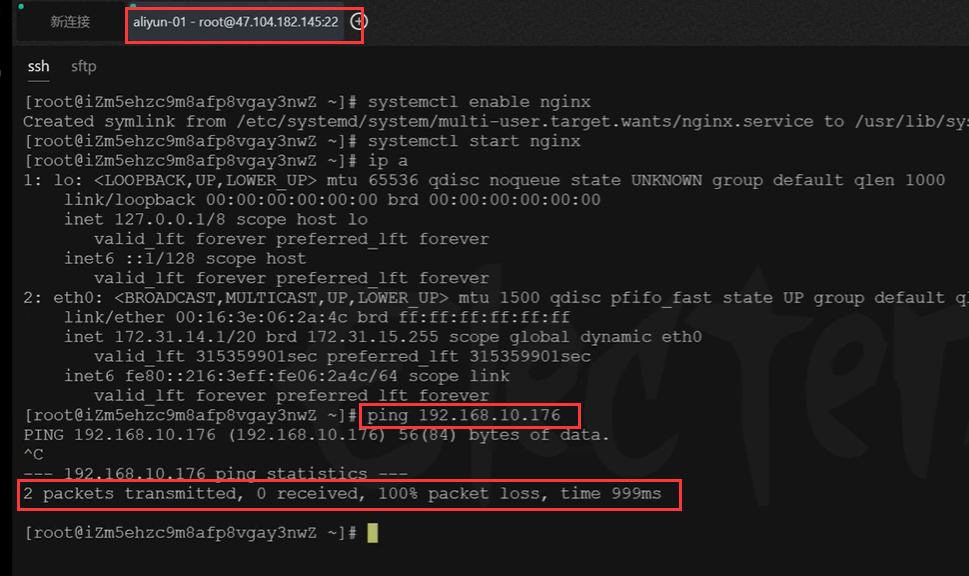 新连接
aliyun-01 - root@47.104.182.145:22
ssh
sftp
[root@iZm5ehzc9m8afp8vgay3nwZ ~]# systemctl enable nginx
Created symlink from /etc/systemd/system/multi-user.target.wants/nginx.service to /usr/lib/sys
[root@iZm5ehzc9m8afp8vgay3nwZ ~]# systemctl start nginx
[root@iZm5ehzc9m8afp8vgay3nwZ ~]# ip a
1: lo: <LOOPBACK,UP,LOWER_UP> mtu 65536 qdisc noqueue state UNKNOWN group default qlen 1000
    link/loopback 00:00:00:00:00:00 brd 00:00:00:00:00:00
    inet 127.0.0.1/8 scope host lo
       valid_lft forever preferred_lft forever
    inet6 ::1/128 scope host
       valid_lft forever preferred_lft forever
2: eth0: <BROADCAST,MULTICAST,UP,LOWER_UP> mtu 1500 qdisc pfifo_fast state UP group default ql
    link/ether 00:16:3e:06:2a:4c brd ff:ff:ff:ff:ff:ff
    inet 172.31.14.1/20 brd 172.31.15.255 scope global dynamic eth0
       valid_lft 315359901sec preferred_lft 315359901sec
    inet6 fe80::216:3eff:fe06:2a4c/64 scope link
       valid_lft forever preferred_lft forever
[root@iZm5ehzc9m8afp8vgay3nwZ ~]# ping 192.168.10.176
PING 192.168.10.176 (192.168.10.176) 56(84) bytes of data.
^C
--- 192.168.10.176 ping statistics ---
2 packets transmitted, 0 received, 100% packet loss, time 999ms
[root@iZm5ehzc9m8afp8vgay3nwZ ~]#